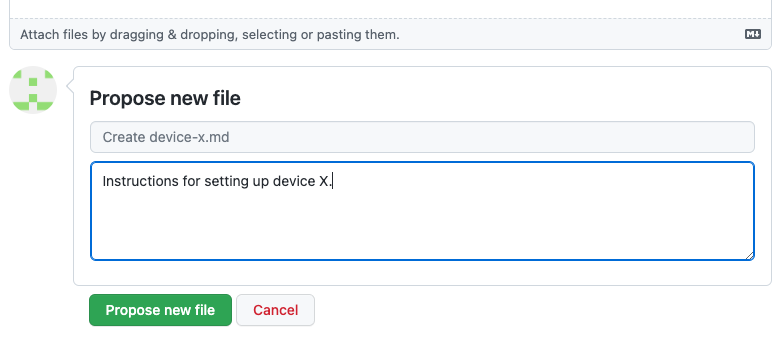 Attach files by dragging & dropping, selecting or pasting them.
M
Propose new file
Create device-x.md
Instructions for setting up device X.
Propose new file
Cancel